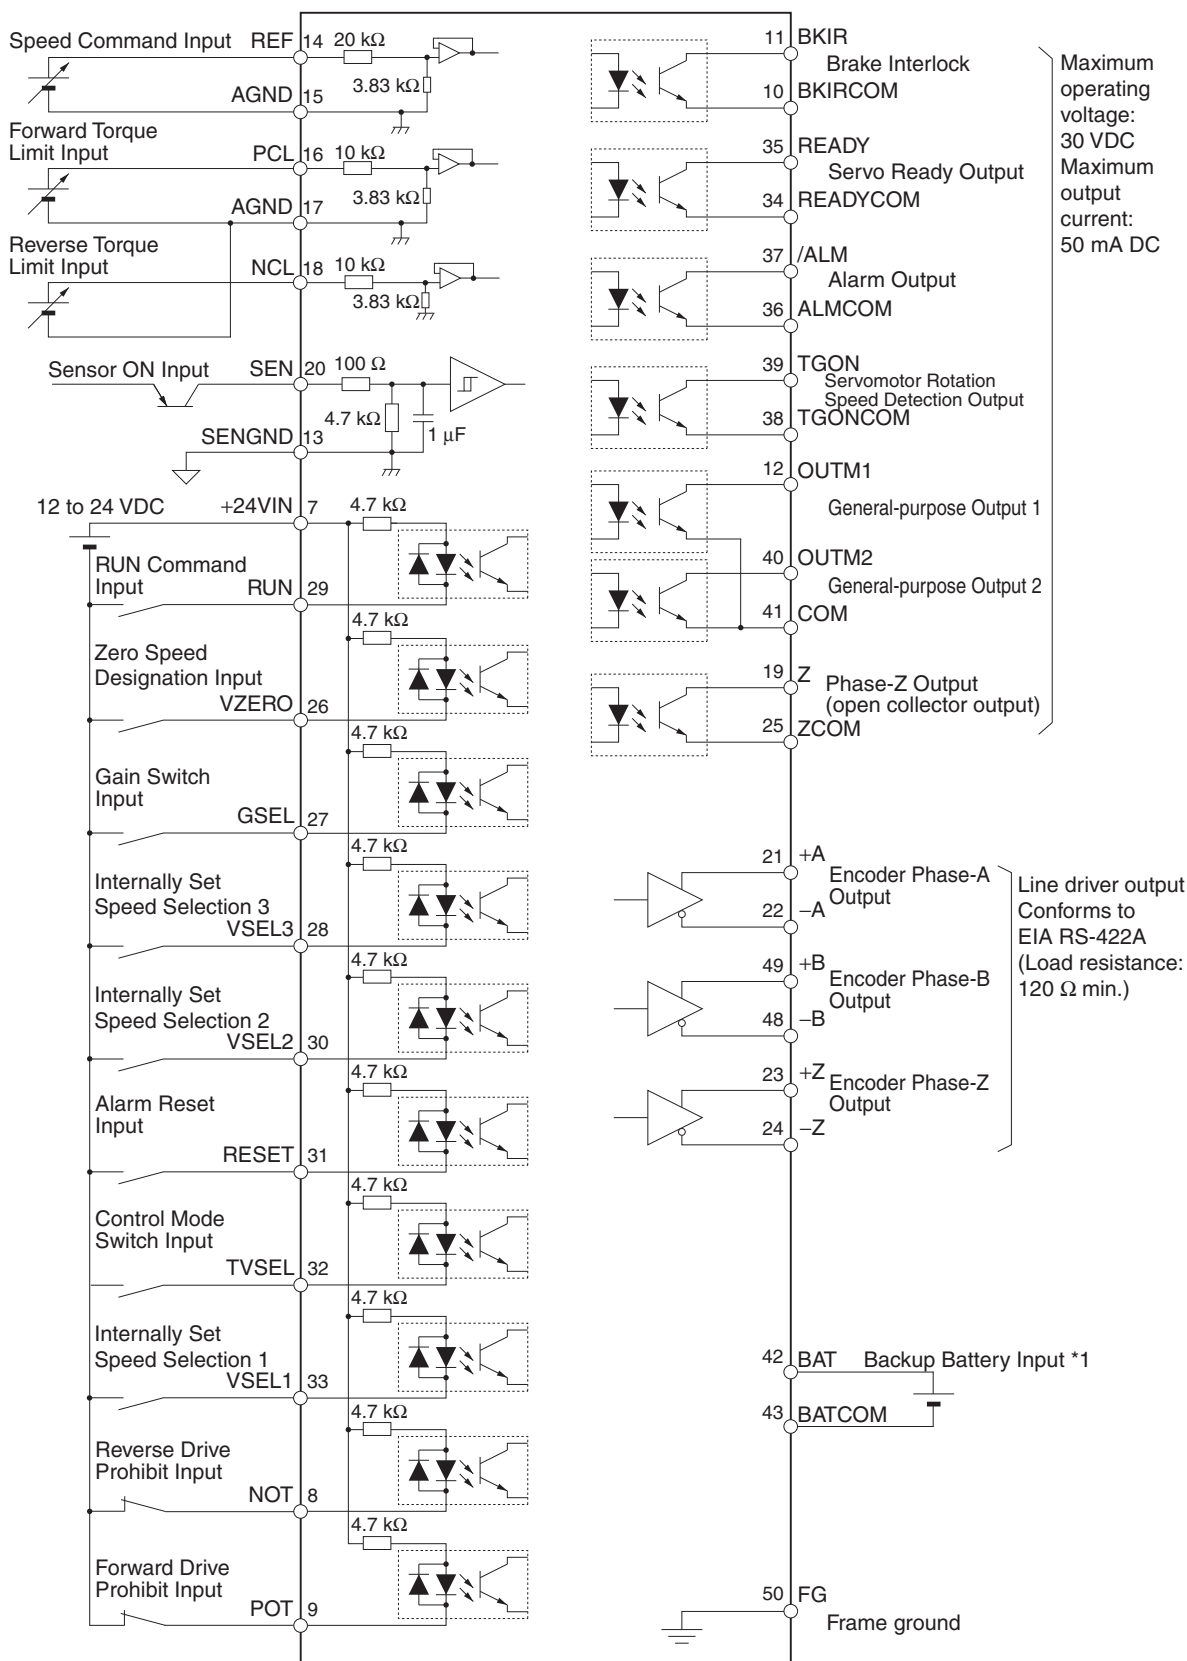 Speed Command Input REF 14 20 kΩ
3.83 kΩ
AGND 15
Forward Torque
Limit Input
PCL 16 10 kΩ
3.83 kΩ
AGND 17
Reverse Torque
Limit Input
NCL 18 10 kΩ
3.83 kΩ
Sensor ON Input SEN 20 100 Ω
4.7 kΩ
1 µF
SENGND 13
12 to 24 VDC +24VIN 7 4.7 kΩ
RUN Command
Input
RUN 29
4.7 kΩ
Zero Speed
Designation Input
VZERO 26
4.7 kΩ
Gain Switch
Input
GSEL 27
4.7 kΩ
Internally Set
Speed Selection 3
VSEL3 28
4.7 kΩ
Internally Set
Speed Selection 2
VSEL2 30
4.7 kΩ
Alarm Reset
Input
RESET 31
4.7 kΩ
Control Mode
Switch Input
TVSEL 32
4.7 kΩ
Internally Set
Speed Selection 1
VSEL1 33
4.7 kΩ
Reverse Drive
Prohibit Input
NOT 8
4.7 kΩ
Forward Drive
Prohibit Input
POT 9
11 BKIR
Brake Interlock
10 BKIRCOM
35 READY
Servo Ready Output
34 READYCOM
37 /ALM
Alarm Output
36 ALMCOM
39 TGON
Servomotor Rotation
Speed Detection Output
38 TGONCOM
12 OUTM1
General-purpose Output 1
40 OUTM2
General-purpose Output 2
41 COM
19 Z
Phase-Z Output
(open collector output)
25 ZCOM
Maximum
operating
voltage:
30 VDC
Maximum
output
current:
50 mA DC
21 +A
Encoder Phase-A
Output
22 −A
49 +B
Encoder Phase-B
Output
48 −B
23 +Z
Encoder Phase-Z
Output
24 −Z
Line driver output
Conforms to
EIA RS-422A
(Load resistance:
120 Ω min.)
42 BAT Backup Battery Input *1
43 BATCOM
50 FG
Frame ground